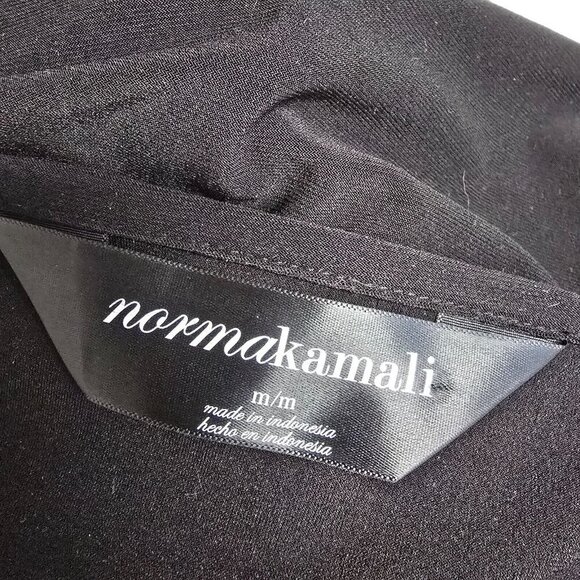 normakamali
m/m
made in indonesia
hecho en indonesia